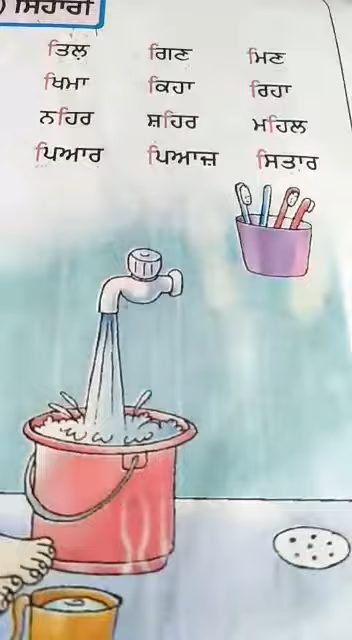 ) ਸਿਹਾਰੀ
ਤਿਲ਼ ਗਿਣ ਮਿਣ
ਖਿਮਾ ਕਿਹਾ ਰਿਹਾ
ਨਹਿਰ ਸ਼ਹਿਰ ਮਹਿਲ
ਪਿਆਰ ਪਿਆਜ਼ ਸਿਤਾਰ